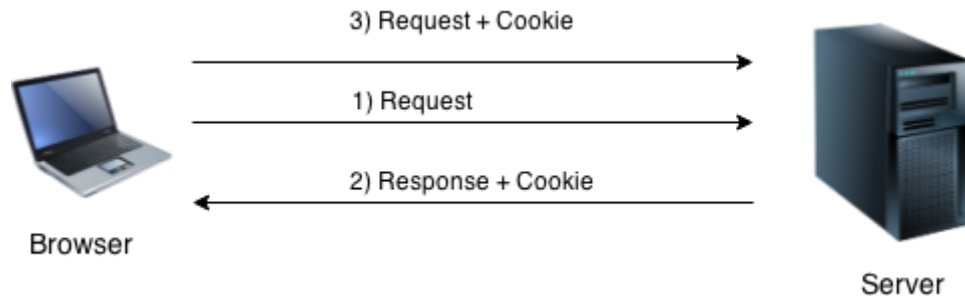 3) Request + Cookie
1) Request
2) Response + Cookie
Browser
Server